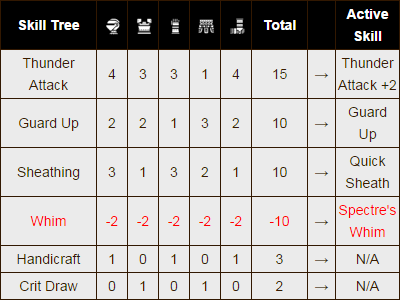 Skill Tree Total Active Skill
Thunder Attack 4 3 3 1 4 15 → Thunder Attack +2
Guard Up 2 2 1 3 2 10 → Guard Up
Sheathing 3 1 3 2 1 10 → Quick Sheath
Whim -2 -2 -2 -2 -2 -10 → Spectre's Whim
Handicraft 1 0 1 0 1 3 → N/A
Crit Draw 0 1 0 1 0 2 → N/A